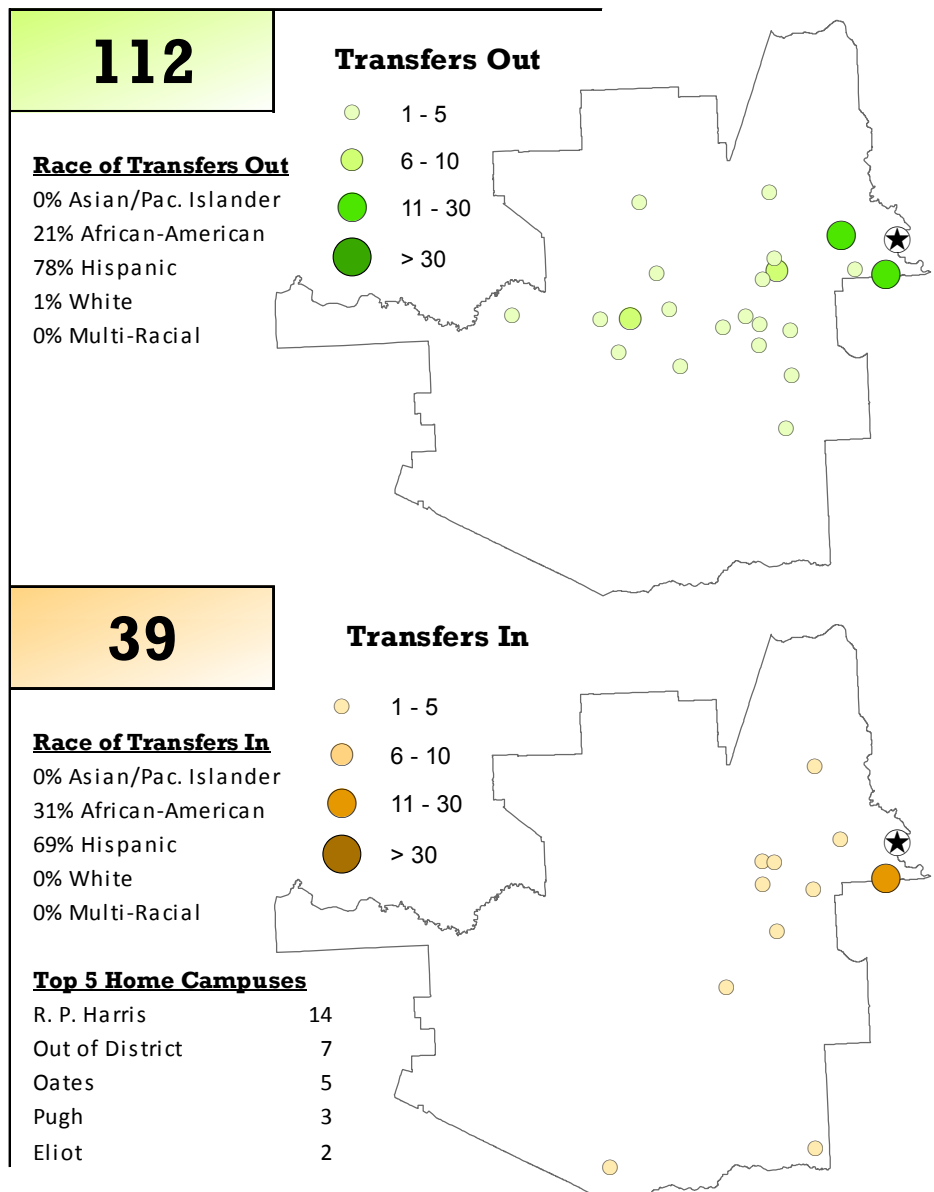 112
Transfers Out
1 - 5
6 - 10
11 - 30
> 30
Race of Transfers Out
0% Asian/Pac. Islander
21% African-American
78% Hispanic
1% White
0% Multi-Racial
39
Transfers In
1 - 5
6 - 10
11 - 30
> 30
Race of Transfers In
0% Asian/Pac. Islander
31% African-American
69% Hispanic
0% White
0% Multi-Racial
Top 5 Home Campuses
R. P. Harris 14
Out of District 7
Oates 5
Pugh 3
Eliot 2